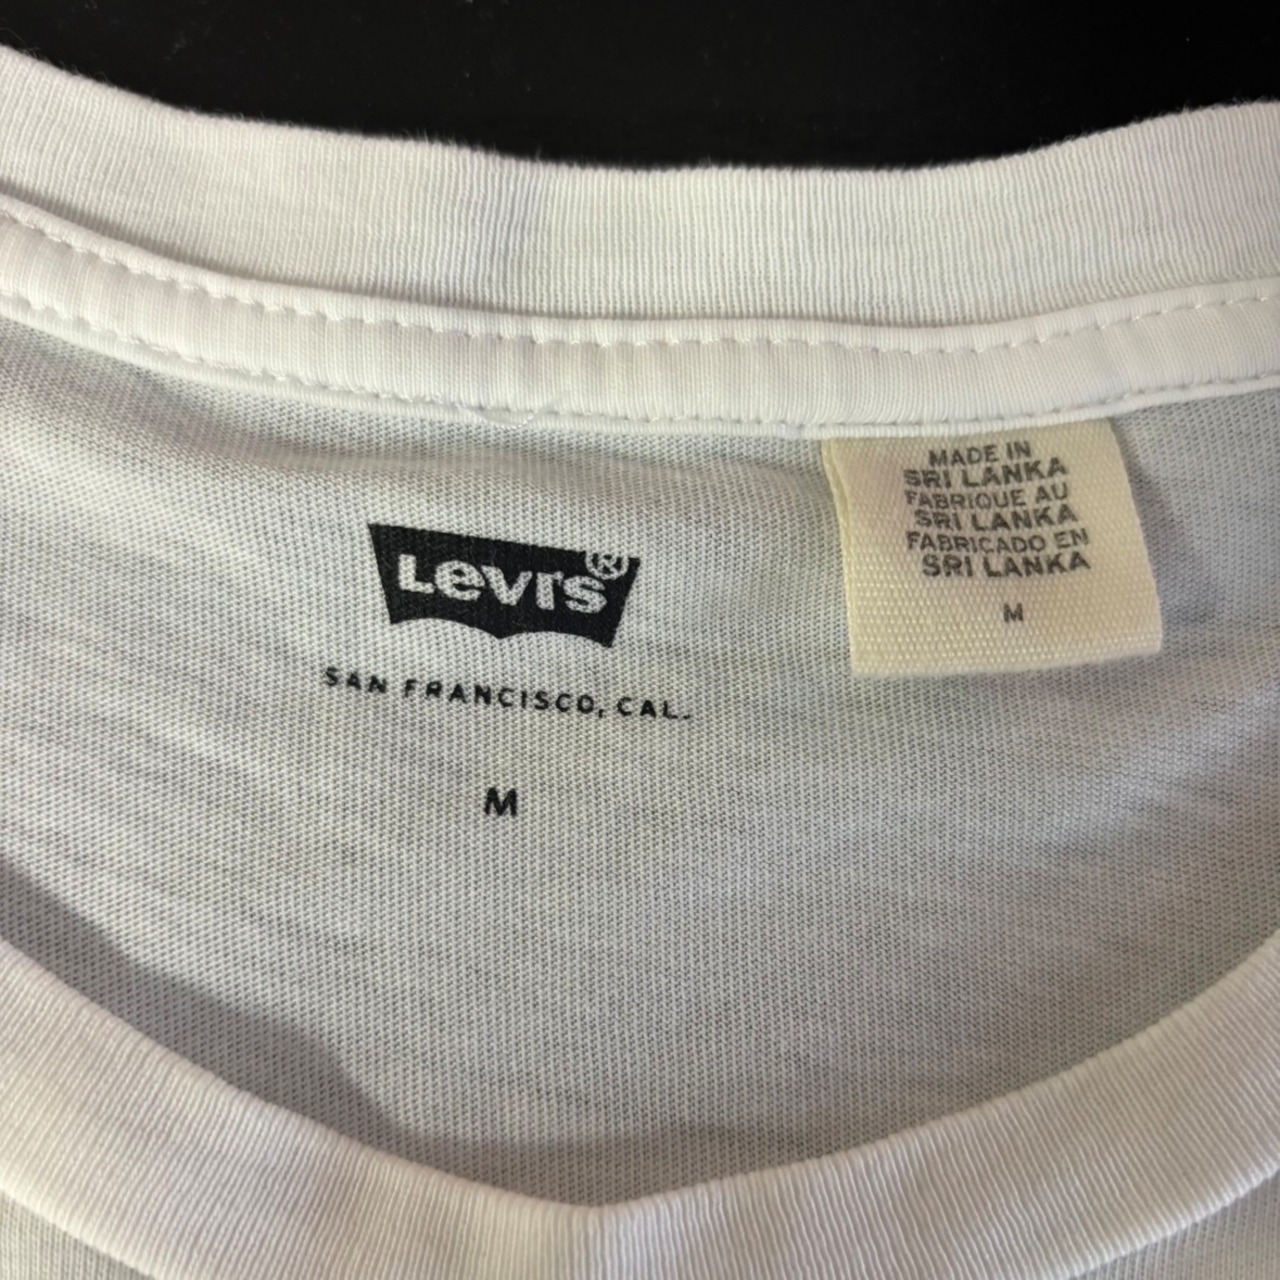 Levi's®
SAN FRANCISCO, CAL.
M
MADE IN
SRI LANKA
FABRIQUE AU
SRI LANKA
FABRICADO EN
SRI LANKA
M